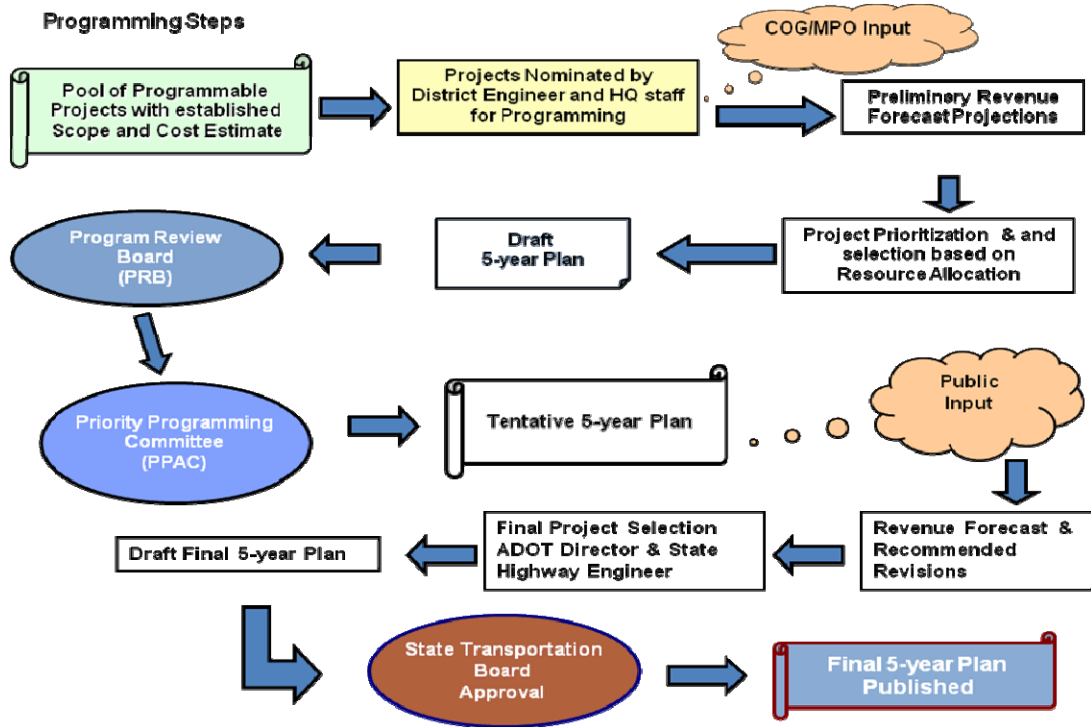 Programming Steps
COG/MPO Input
Pool of Programmable
Projects with established
Scope and Cost Estimate
Projects Nominated by
District Engineer and HQ staff
for Programming
Preliminary Revenue
Forecast Projections
Program Review
Board
(PRB)
Draft
5-year Plan
Project Prioritization & and
selection based on
Resource Allocation
Priority Programming
Committee
(PPAC)
Tentative 5-year Plan
Public
Input
Draft Final 5-year Plan
Final Project Selection
ADOT Director & State
Highway Engineer
Revenue Forecast &
Recommended
Revisions
State Transportation
Board
Approval
Final 5-year Plan
Published